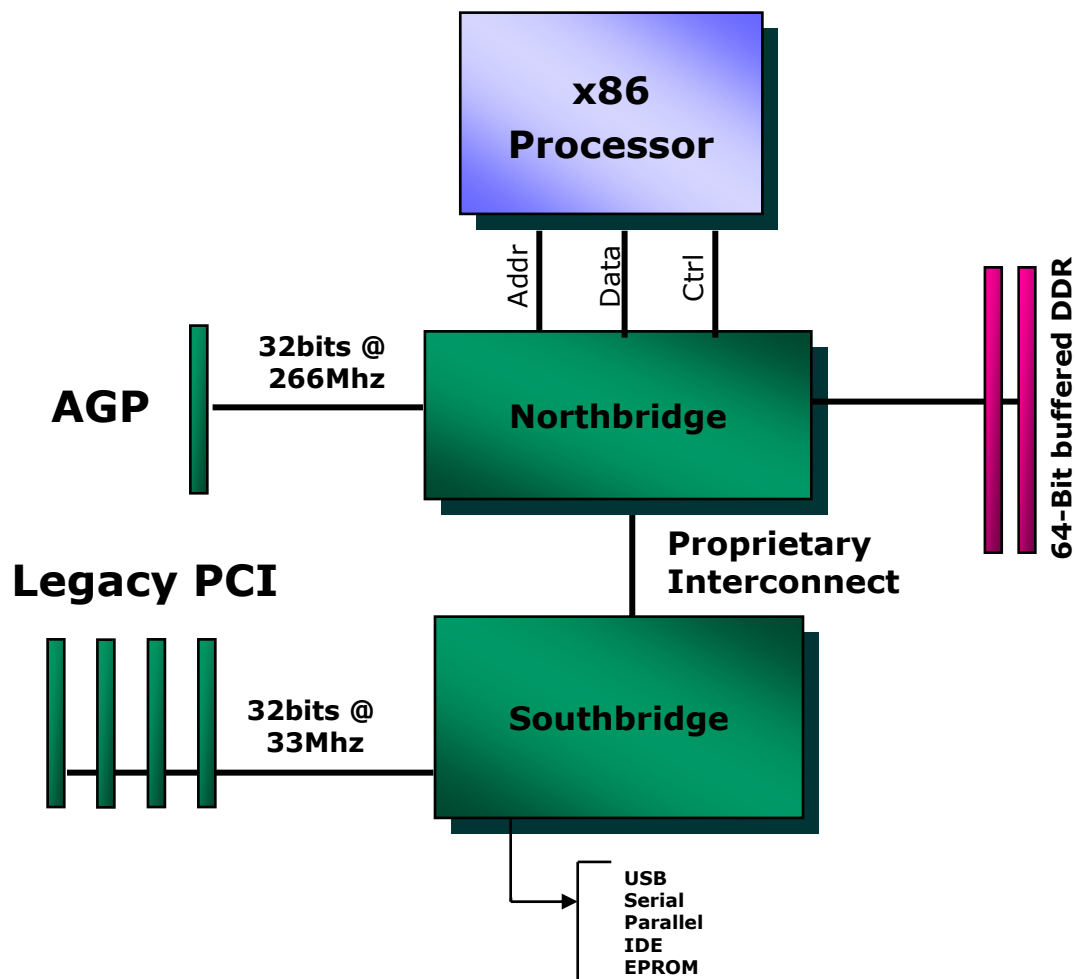 x86
Processor
Addr
Data
Ctrl
32bits @
266Mhz
AGP
Northbridge
64-Bit buffered DDR
Proprietary
Interconnect
Legacy PCI
32bits @
33Mhz
Southbridge
USB
Serial
Parallel
IDE
EPROM